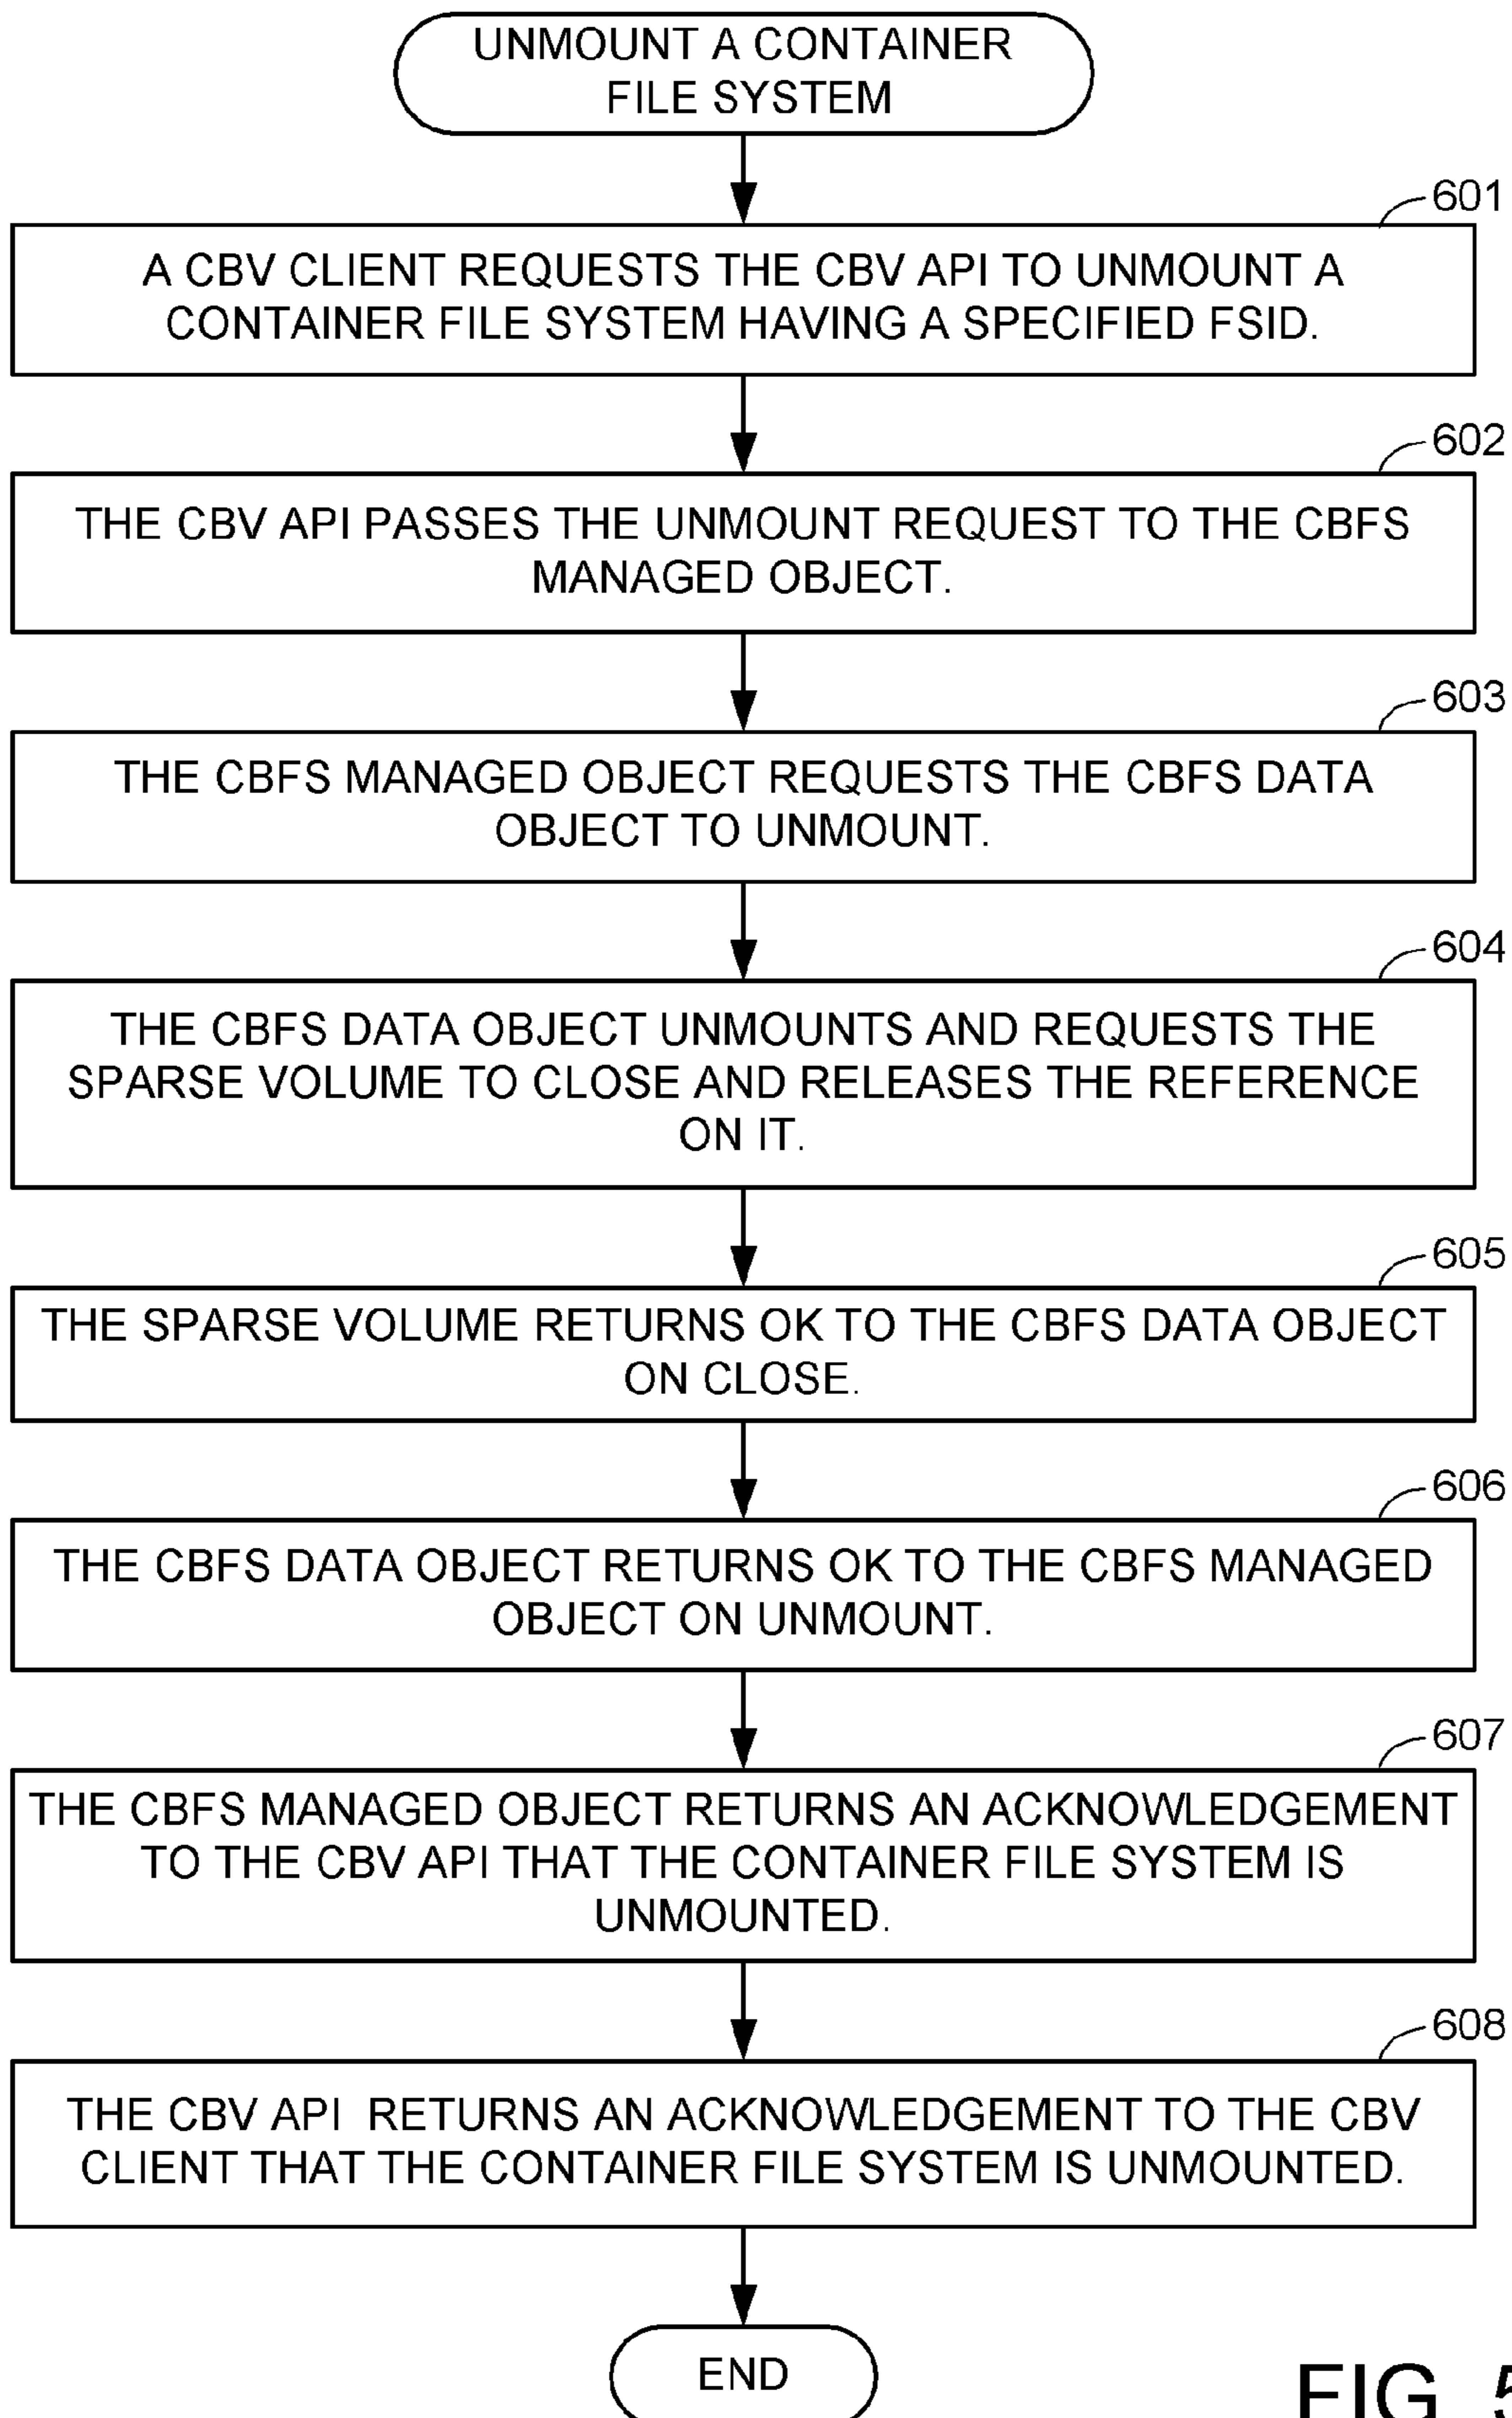 UNMOUNT A CONTAINER
FILE SYSTEM
601
A CBV CLIENT REQUESTS THE CBV API TO UNMOUNT A
CONTAINER FILE SYSTEM HAVING A SPECIFIED FSID.
602
THE CBV API PASSES THE UNMOUNT REQUEST TO THE CBFS
MANAGED OBJECT.
603
THE CBFS MANAGED OBJECT REQUESTS THE CBFS DATA
OBJECT TO UNMOUNT.
604
THE CBFS DATA OBJECT UNMOUNTS AND REQUESTS THE
SPARSE VOLUME TO CLOSE AND RELEASES THE REFERENCE
ON IT.
605
THE SPARSE VOLUME RETURNS OK TO THE CBFS DATA OBJECT
ON CLOSE.
606
THE CBFS DATA OBJECT RETURNS OK TO THE CBFS MANAGED
OBJECT ON UNMOUNT.
607
THE CBFS MANAGED OBJECT RETURNS AN ACKNOWLEDGEMENT
TO THE CBV API THAT THE CONTAINER FILE SYSTEM IS
UNMOUNTED.
608
THE CBV API RETURNS AN ACKNOWLEDGEMENT TO THE CBV
CLIENT THAT THE CONTAINER FILE SYSTEM IS UNMOUNTED.
END
FIG.